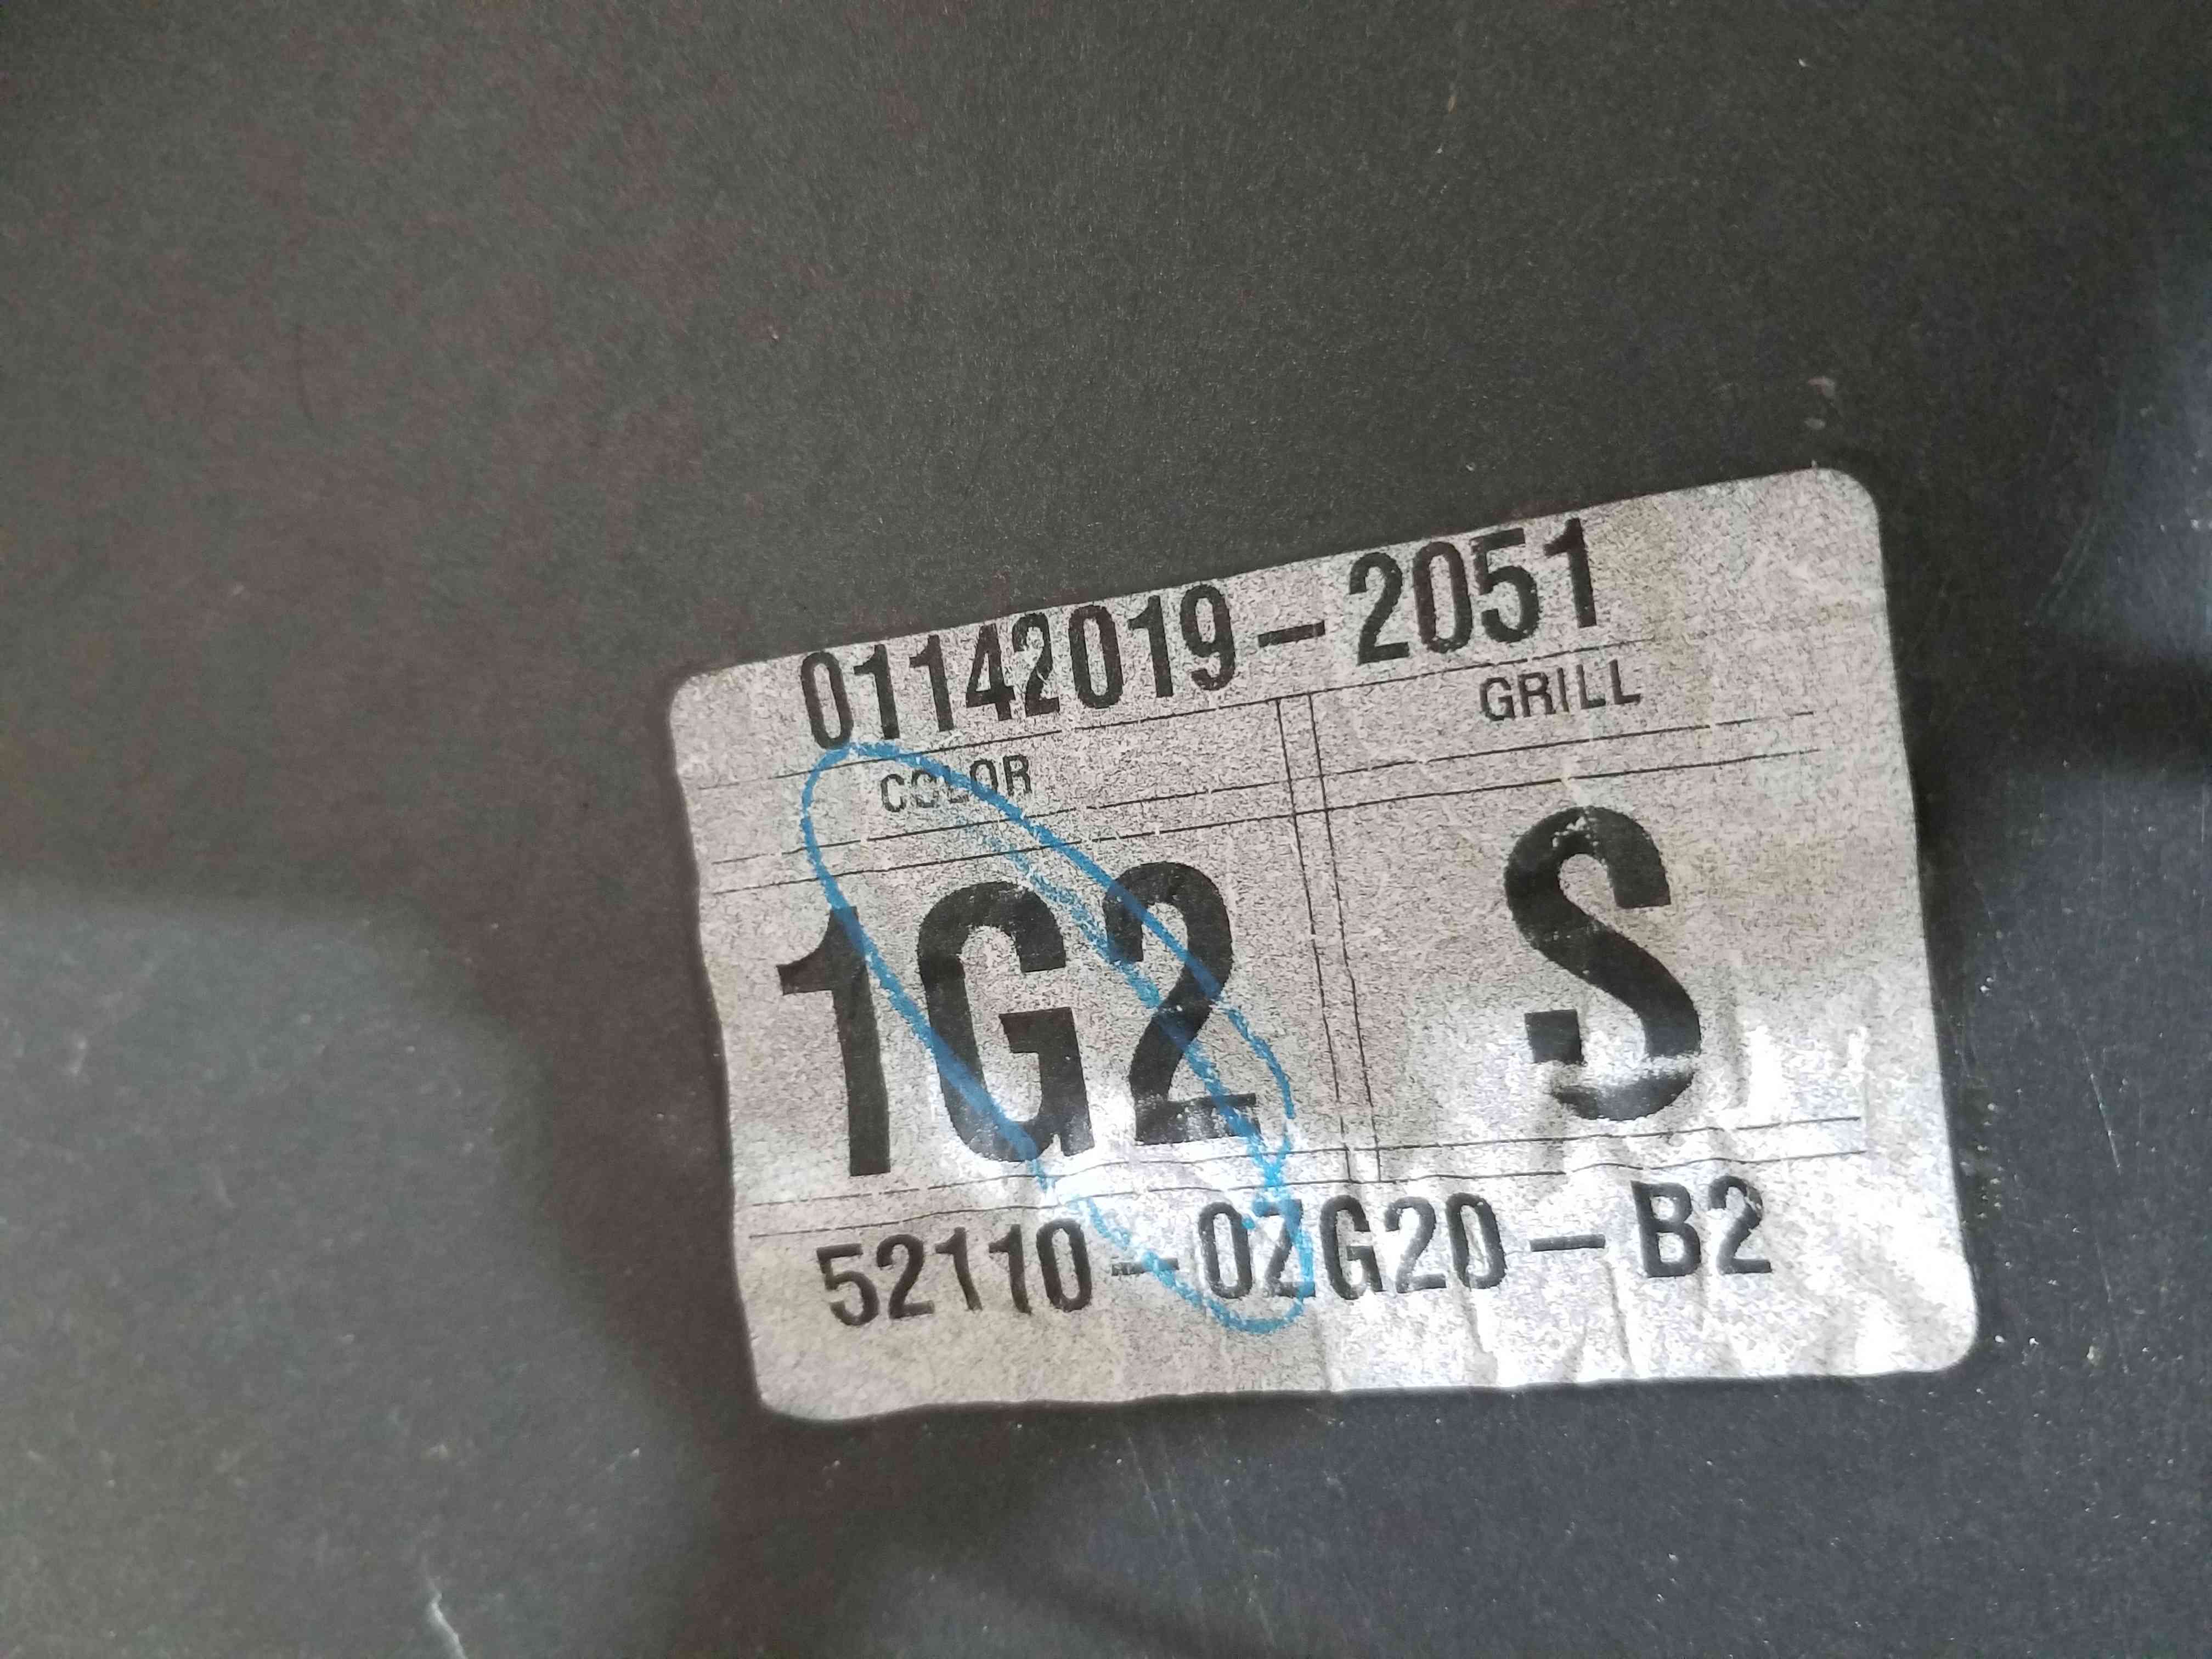 01142019-2051
COLOR GRILL
1G2 S
52110-0ZG20-B2